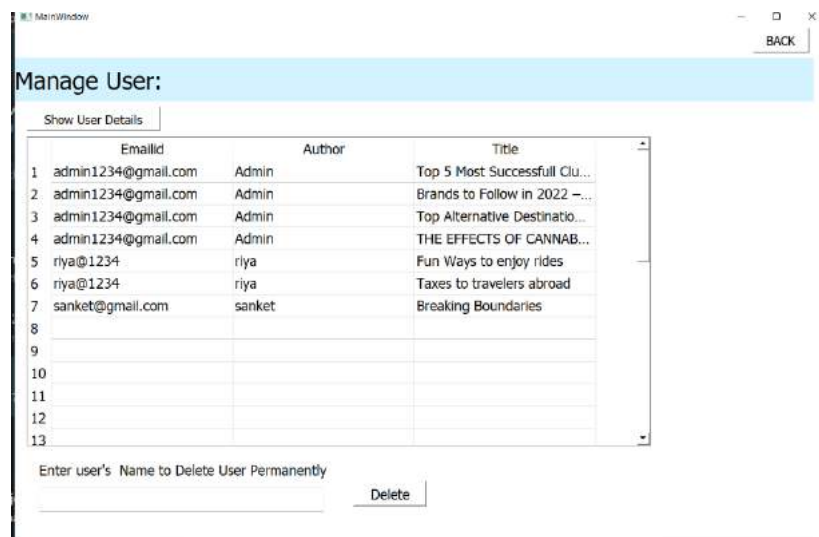 MainWindow
BACK
Manage User:
Show User Details
Emailid Author Title
1 admin1234@gmail.com Admin Top 5 Most Successfull Clu...
2 admin1234@gmail.com Admin Brands to Follow in 2022 –...
3 admin1234@gmail.com Admin Top Alternative Destinatio...
4 admin1234@gmail.com Admin THE EFFECTS OF CANNAB...
5 riya@1234 riya Fun Ways to enjoy rides
6 riya@1234 riya Taxes to travelers abroad
7 sanket@gmail.com sanket Breaking Boundaries
8
9
10
11
12
13
Enter user's Name to Delete User Permanently
Delete